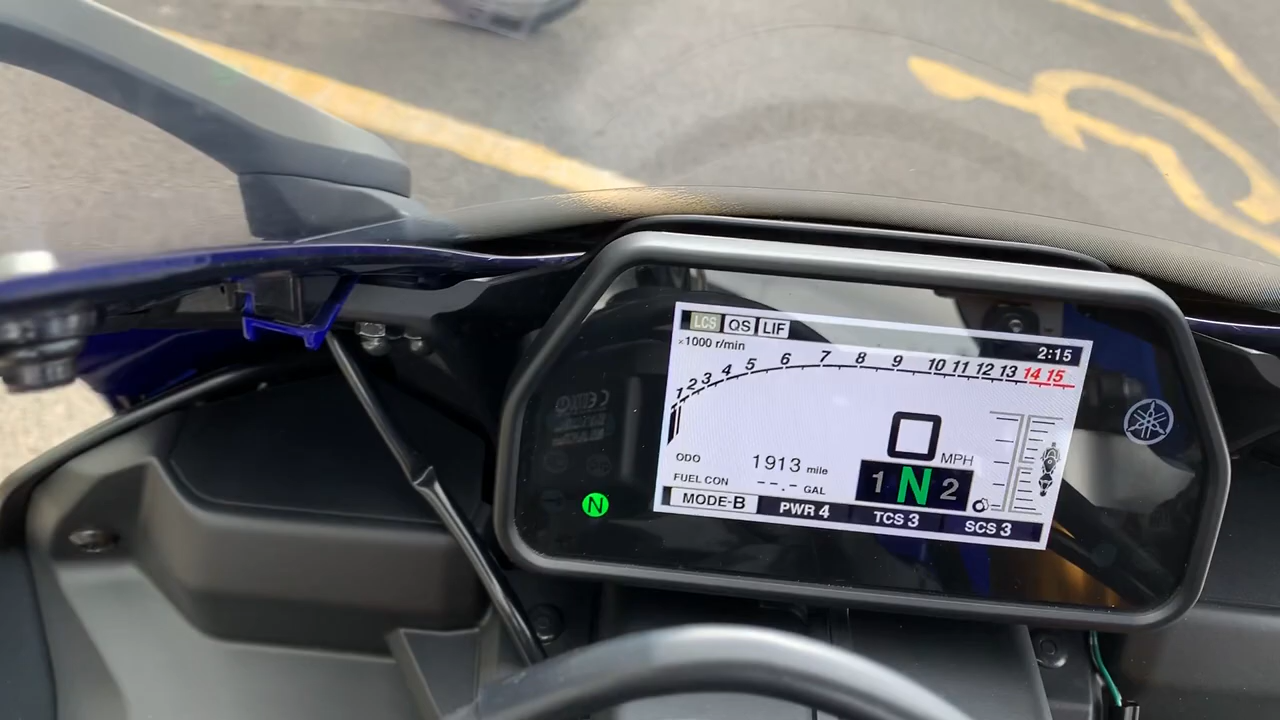 LCS QS LIF
2:15
×1000 r/min
1 2 3 4 5 6 7 8 9 10 11 12 13 14 15
0 MPH
ODO 1913 mile
FUEL CON --.- GAL
1 N 2
N
MODE-B PWR 4 TCS 3 SCS 3